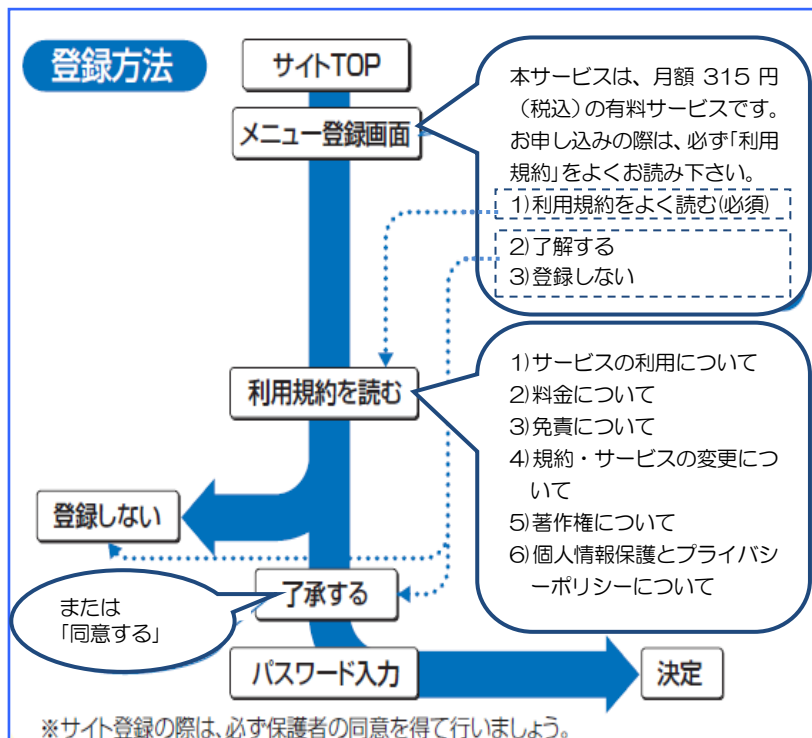 登録方法
サイトTOP
メニュー登録画面
本サービスは、月額 315 円
（税込）の有料サービスです。
お申し込みの際は、必ず「利用
規約」をよくお読み下さい。
1)利用規約をよく読む(必須)
2)了解する
3)登録しない
利用規約を読む
1)サービスの利用について
2)料金について
3)免責について
4)規約・サービスの変更につ
いて
5)著作権について
6)個人情報保護とプライバシ
ーポリシーについて
登録しない
了承する
または
「同意する」
パスワード入力
決定
※サイト登録の際は、必ず保護者の同意を得て行いましょう。